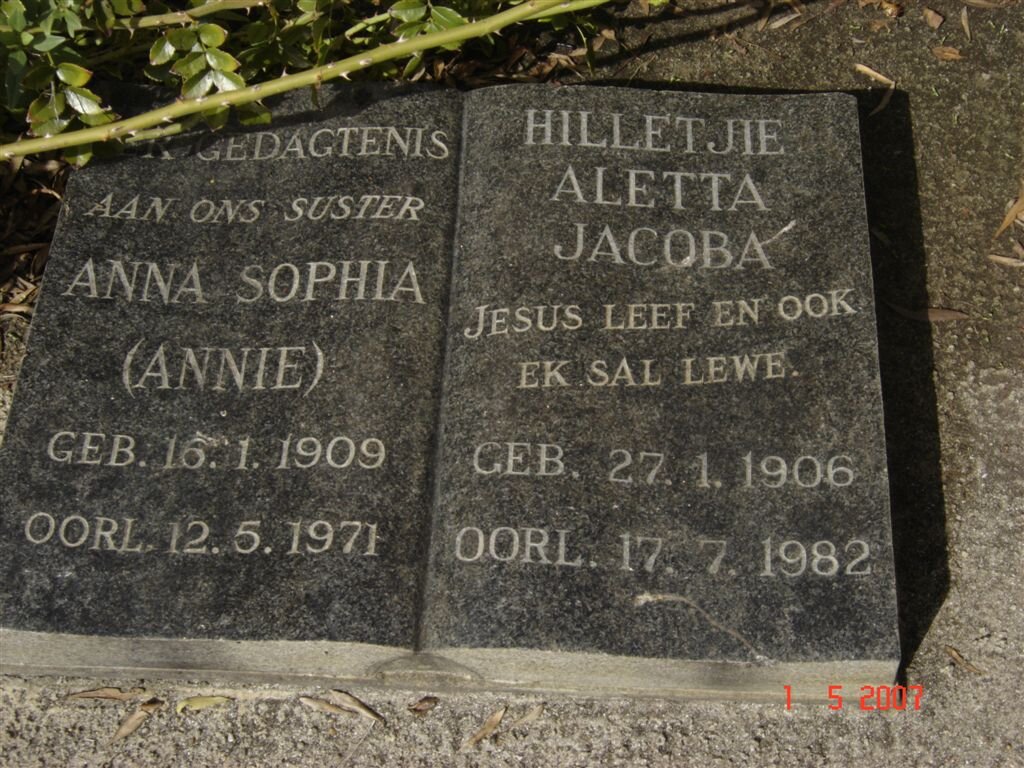 GEDAGTENIS
AAN ONS SUSTER
ANNA SOPHIA
(ANNIE)
GEB. 1.1909
OORL. 12.5.1971
HILLETJIE
ALETTA
JACOBA
JESUS LEEF EN OOK
EK SAL LEWE.
GEB. 27.1.1906
OORL. 17.7.1982
1 5 2007